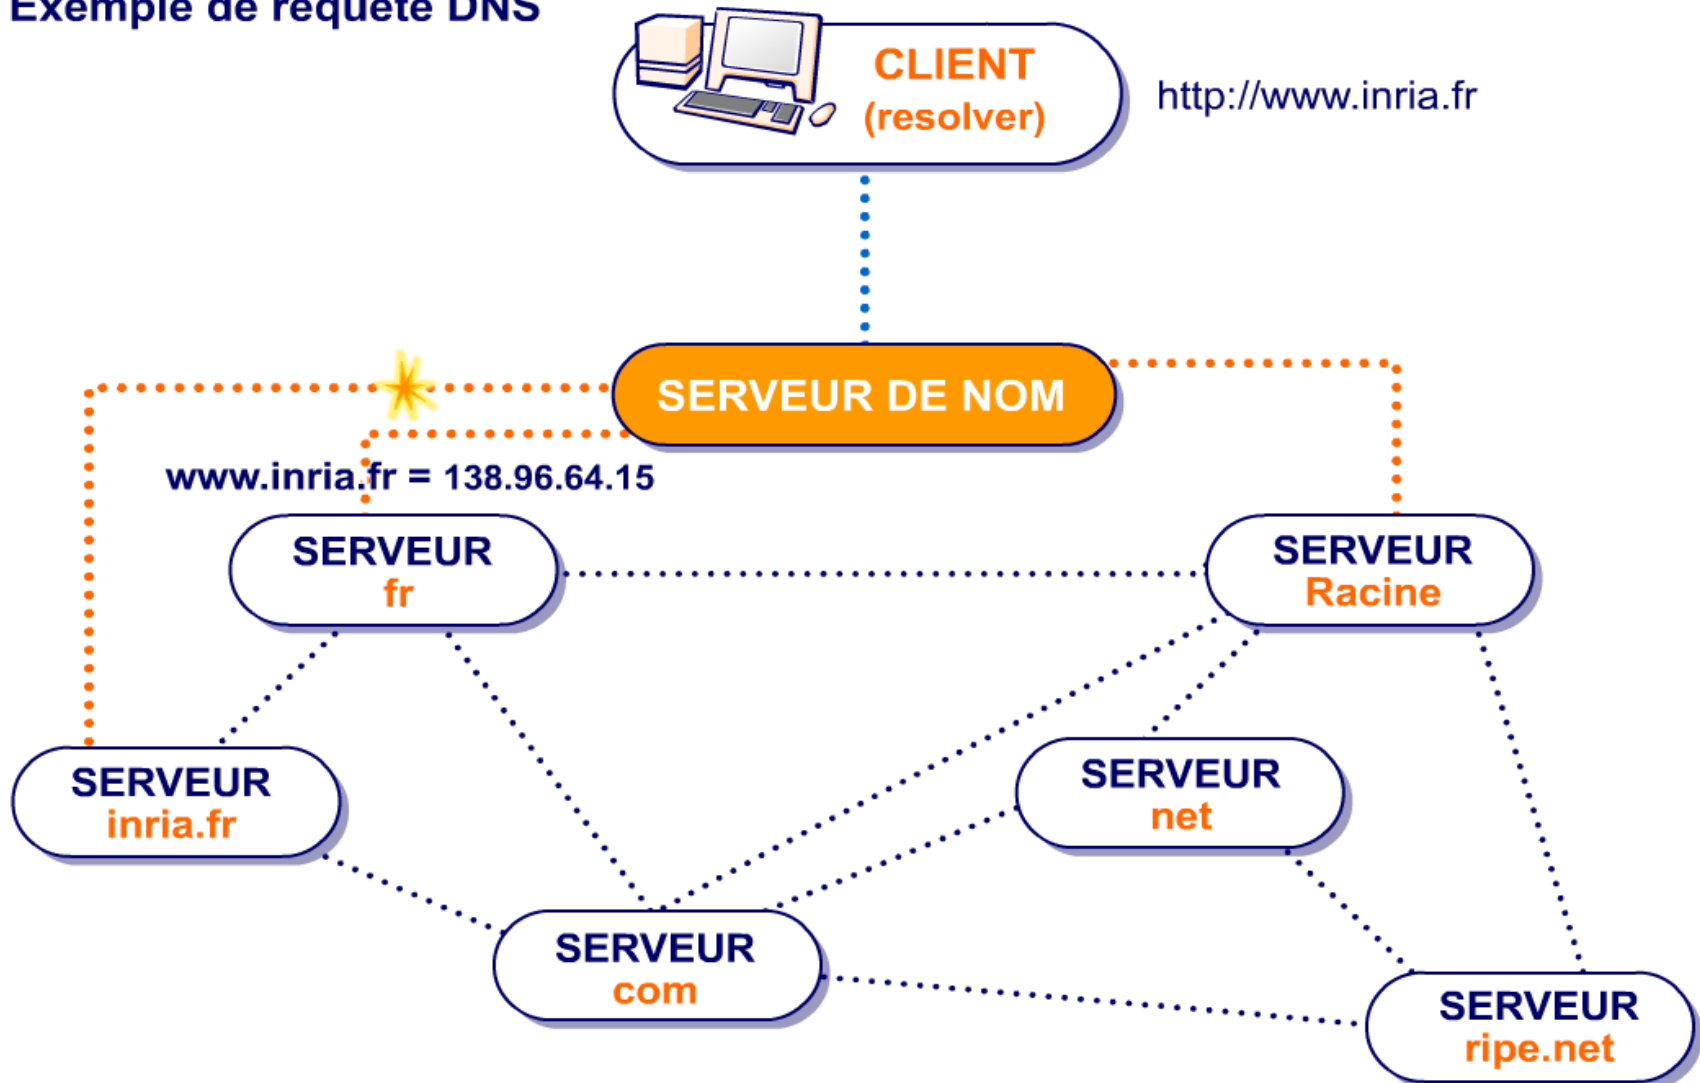 Exemple de requête DNS
CLIENT
(resolver)
http://www.inria.fr
SERVEUR DE NOM
www.inria.fr = 138.96.64.15
SERVEUR
fr
SERVEUR
Racine
SERVEUR
inria.fr
SERVEUR
net
SERVEUR
com
SERVEUR
ripe.net